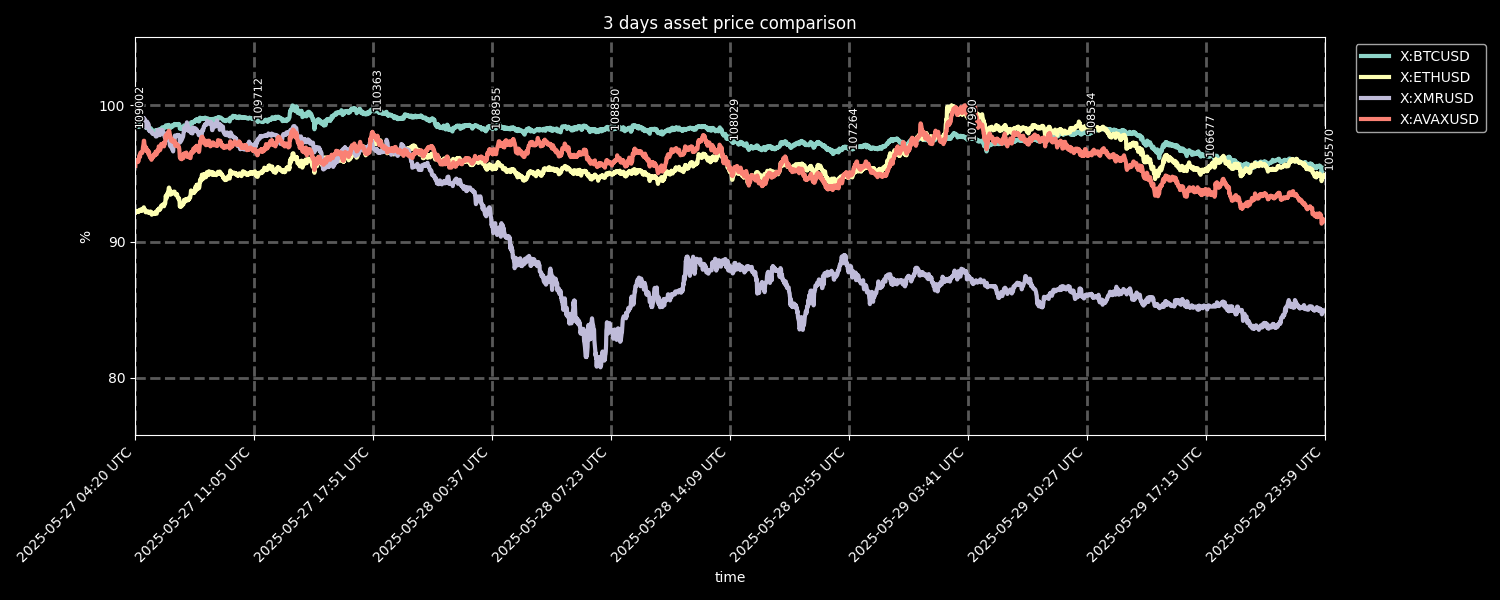 3 days asset price comparison
X:BTCUSD
X:ETHUSD
X:XMRUSD
X:AVAXUSD
100
90
80
%
109002
109712
110363
108955
108850
108029
107264
107990
108534
106677
105570
2025-05-27 04:20 UTC
2025-05-27 11:05 UTC
2025-05-27 17:51 UTC
2025-05-28 00:37 UTC
2025-05-28 07:23 UTC
2025-05-28 14:09 UTC
2025-05-28 20:55 UTC
2025-05-29 03:41 UTC
2025-05-29 10:27 UTC
2025-05-29 17:13 UTC
2025-05-29 23:59 UTC
time